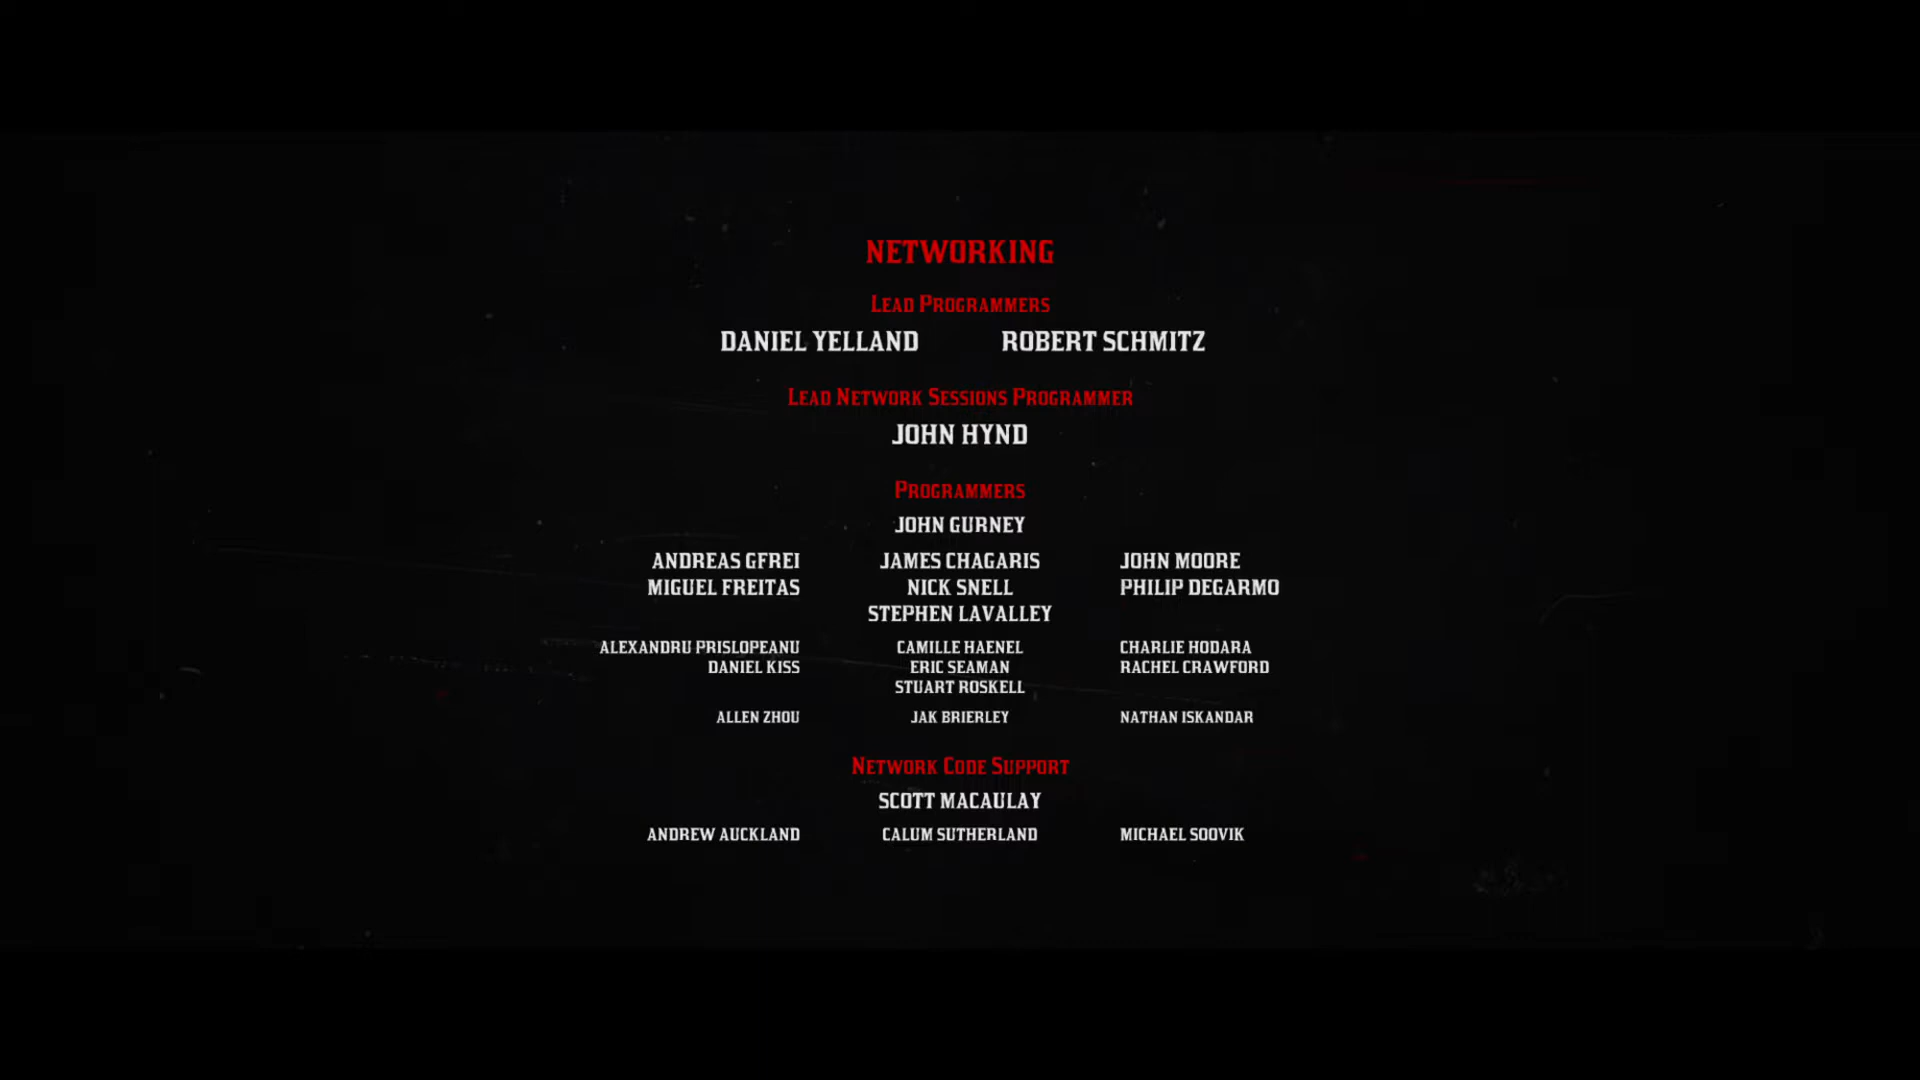 NETWORKING
LEAD PROGRAMMERS
DANIEL YELLAND ROBERT SCHMITZ
LEAD NETWORK SESSIONS PROGRAMMER
JOHN HYND
PROGRAMMERS
JOHN GURNEY
ANDREAS GFREI JAMES CHAGARIS JOHN MOORE
MIGUEL FREITAS NICK SNELL PHILIP DEGARMO
STEPHEN LAVALLEY
ALEXANDRU PRISLOPEANU CAMILLE HAENEL CHARLIE HODARA
DANIEL KISS ERIC SEAMAN RACHEL CRAWFORD
STUART ROSKELL
ALLEN ZHOU JAK BRIERLEY NATHAN ISKANDAR
NETWORK CODE SUPPORT
SCOTT MACAULAY
ANDREW AUCKLAND CALUM SUTHERLAND MICHAEL SOOVIK